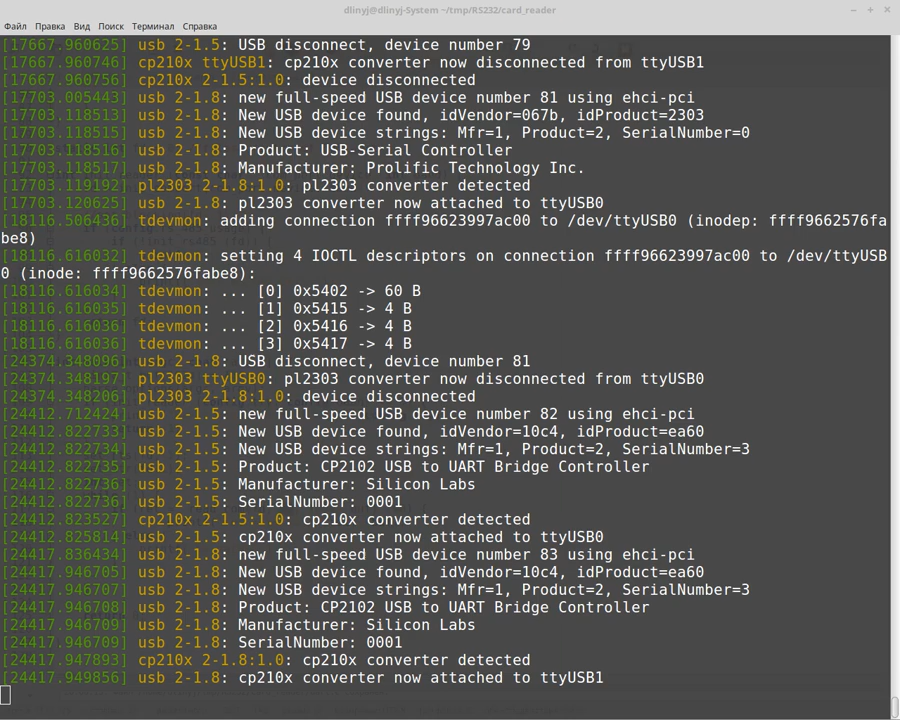 dlinyj@dlinyj-System ~/tmp/RS232/card_reader
Файл Правка Вид Поиск Терминал Справка
[17667.960625] usb 2-1.5: USB disconnect, device number 79
[17667.960746] cp210x ttyUSB1: cp210x converter now disconnected from ttyUSB1
[17667.960756] cp210x 2-1.5:1.0: device disconnected
[17703.005443] usb 2-1.8: new full-speed USB device number 81 using ehci-pci
[17703.118513] usb 2-1.8: New USB device found, idVendor=067b, idProduct=2303
[17703.118515] usb 2-1.8: New USB device strings: Mfr=1, Product=2, SerialNumber=0
[17703.118516] usb 2-1.8: Product: USB-Serial Controller
[17703.118517] usb 2-1.8: Manufacturer: Prolific Technology Inc.
[17703.119192] pl2303 2-1.8:1.0: pl2303 converter detected
[17703.120625] usb 2-1.8: pl2303 converter now attached to ttyUSB0
[18116.506436] tdevmon: adding connection ffff96623997ac00 to /dev/ttyUSB0 (inodep: ffff9662576fa
be8)
[18116.616032] tdevmon: setting 4 IOCTL descriptors on connection ffff96623997ac00 to /dev/ttyUSB
0 (inode: ffff9662576fabe8):
[18116.616034] tdevmon: ... [0] 0x5402 -> 60 B
[18116.616035] tdevmon: ... [1] 0x5415 -> 4 B
[18116.616036] tdevmon: ... [2] 0x5416 -> 4 B
[18116.616036] tdevmon: ... [3] 0x5417 -> 4 B
[24374.348096] usb 2-1.8: USB disconnect, device number 81
[24374.348197] pl2303 ttyUSB0: pl2303 converter now disconnected from ttyUSB0
[24374.348206] pl2303 2-1.8:1.0: device disconnected
[24412.712424] usb 2-1.5: new full-speed USB device number 82 using ehci-pci
[24412.822733] usb 2-1.5: New USB device found, idVendor=10c4, idProduct=ea60
[24412.822734] usb 2-1.5: New USB device strings: Mfr=1, Product=2, SerialNumber=3
[24412.822735] usb 2-1.5: Product: CP2102 USB to UART Bridge Controller
[24412.822736] usb 2-1.5: Manufacturer: Silicon Labs
[24412.822736] usb 2-1.5: SerialNumber: 0001
[24412.823527] cp210x 2-1.5:1.0: cp210x converter detected
[24412.825814] usb 2-1.5: cp210x converter now attached to ttyUSB0
[24417.836434] usb 2-1.8: new full-speed USB device number 83 using ehci-pci
[24417.946705] usb 2-1.8: New USB device found, idVendor=10c4, idProduct=ea60
[24417.946707] usb 2-1.8: New USB device strings: Mfr=1, Product=2, SerialNumber=3
[24417.946708] usb 2-1.8: Product: CP2102 USB to UART Bridge Controller
[24417.946709] usb 2-1.8: Manufacturer: Silicon Labs
[24417.946709] usb 2-1.8: SerialNumber: 0001
[24417.947893] cp210x 2-1.8:1.0: cp210x converter detected
[24417.949856] usb 2-1.8: cp210x converter now attached to ttyUSB1